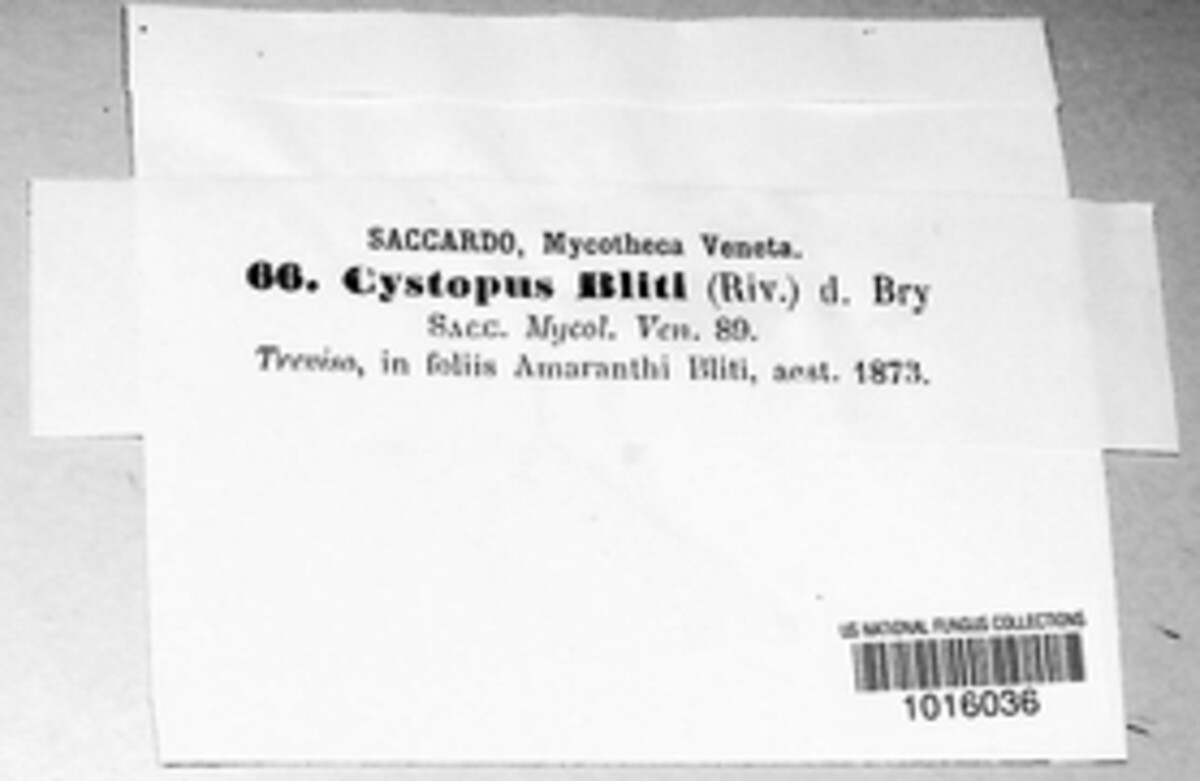 SACCARDO, Mycotheca Veneta.
66. Cystopus Bliti (Riv.) d. Bry
SACC. Mycol. Ven. 89.
Treviso, in foliis Amaranthi Bliti, aest. 1873.
US NATIONAL FUNGUS COLLECTIONS
1016036